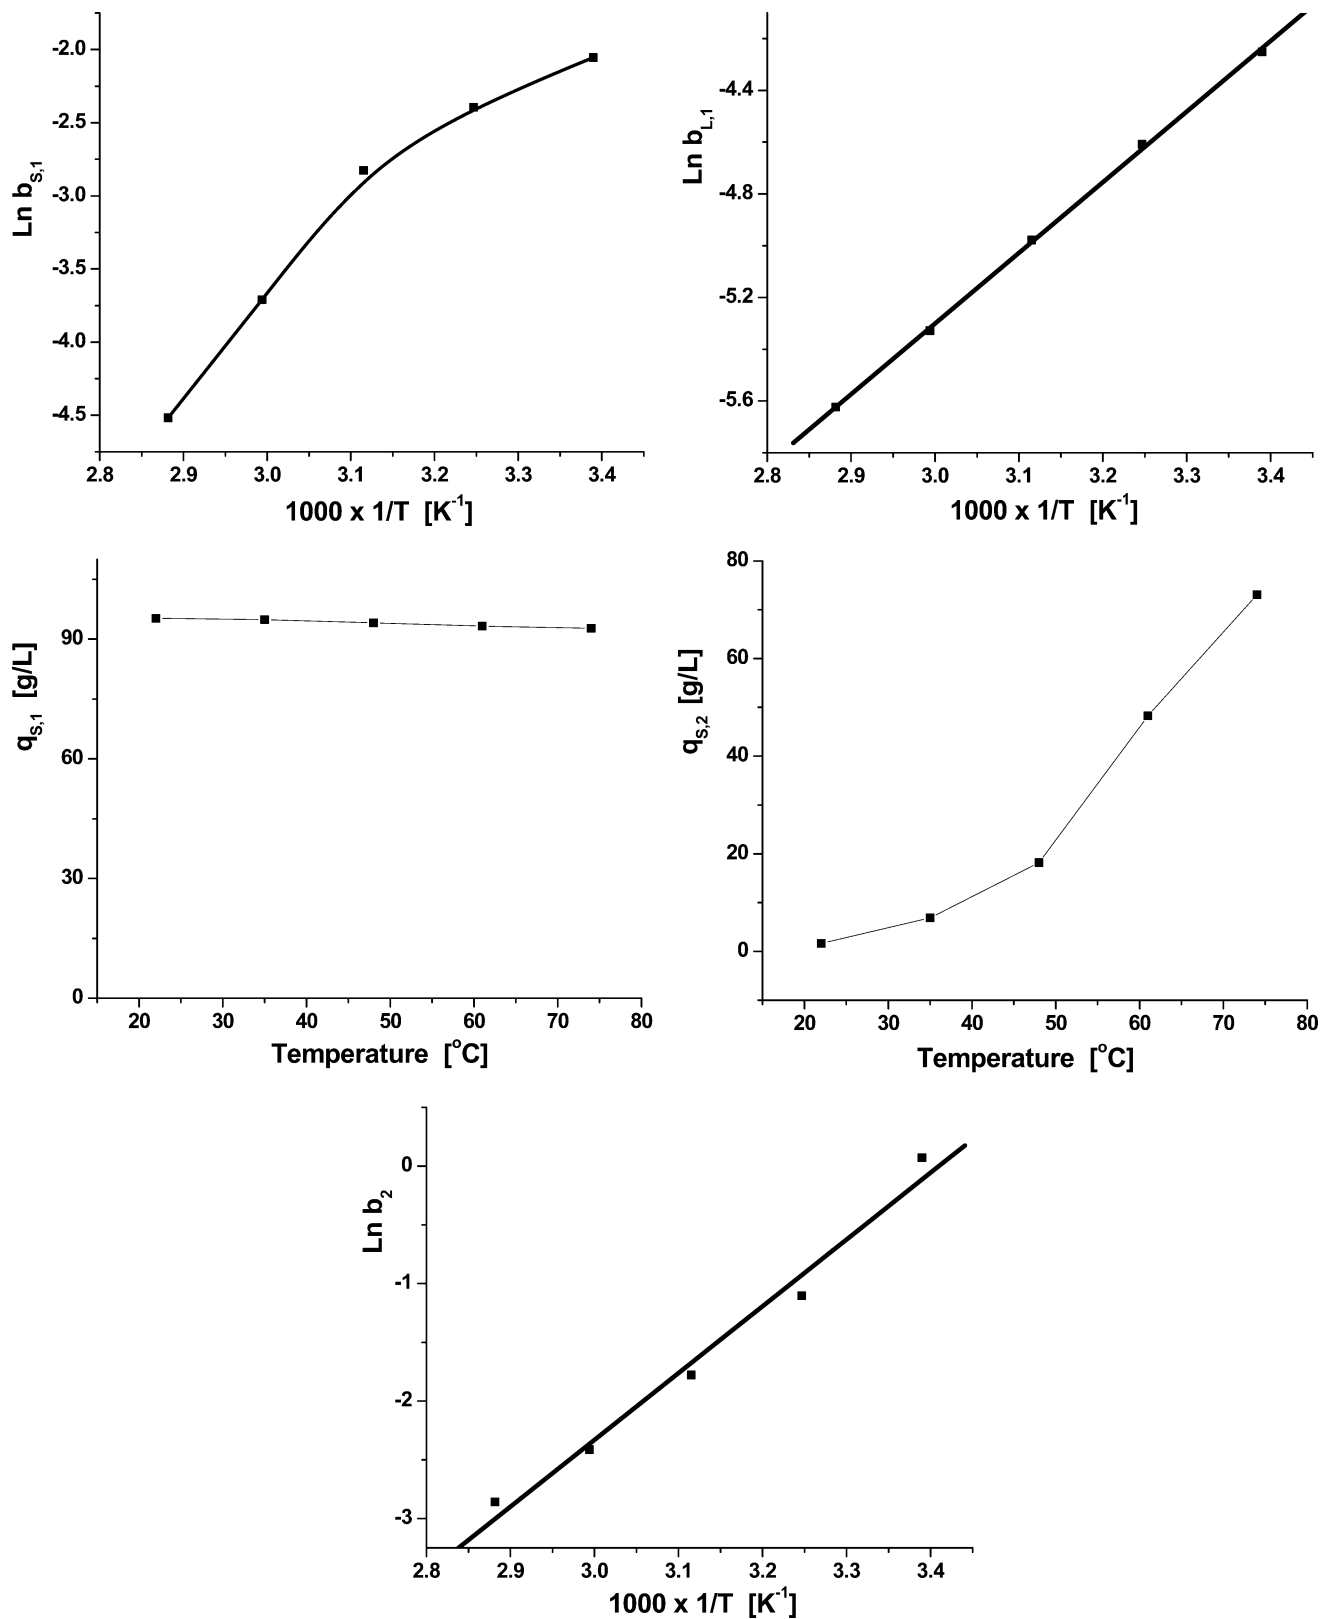 Ln b_S,1
-2.0
-2.5
-3.0
-3.5
-4.0
-4.5
2.8 2.9 3.0 3.1 3.2 3.3 3.4
1000 x 1/T [K⁻¹]
Ln b_L,1
-4.4
-4.8
-5.2
-5.6
2.8 2.9 3.0 3.1 3.2 3.3 3.4
1000 x 1/T [K⁻¹]
q_S,1 [g/L]
90
60
30
0
20 30 40 50 60 70 80
Temperature [°C]
q_S,2 [g/L]
80
60
40
20
0
20 30 40 50 60 70 80
Temperature [°C]
Ln b₂
0
-1
-2
-3
2.8 2.9 3.0 3.1 3.2 3.3 3.4
1000 x 1/T [K⁻¹]